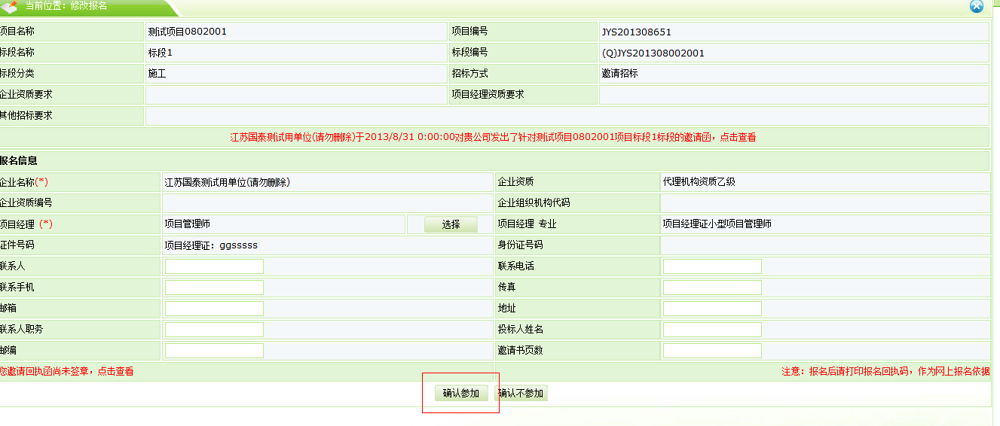 当前位置：修改报名
项目名称 测试项目0802001 项目编号 JYS201308651
标段名称 标段1 标段编号 (Q)JYS201308002001
标段分类 施工 招标方式 邀请招标
企业资质要求 项目经理资质要求
其他招标要求
江苏国泰测试用单位(请勿删除)于2013/8/31 0:00:00对贵公司发出了针对测试项目0802001项目标段1标段的邀请函，点击查看
报名信息
企业名称(*) 江苏国泰测试用单位(请勿删除) 企业资质 代理机构资质乙级
企业资质编号 企业组织机构代码
项目经理 (*) 项目管理师 选择 项目经理 专业 项目经理证小型项目管理师
证件号码 项目经理证：ggsssss 身份证号码
联系人 联系电话
联系手机 传真
邮箱 地址
联系人职务 投标人姓名
邮编 邀请书页数
您邀请回执函尚未签章，点击查看 注意：报名后请打印报名回执码，作为网上报名依据
确认参加 确认不参加